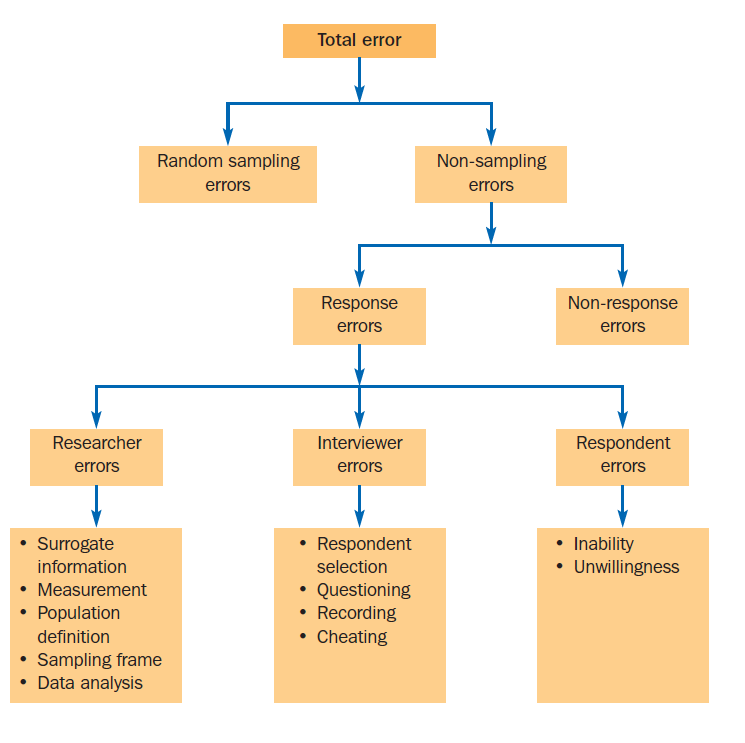 Total error
Random sampling
errors
Non-sampling
errors
Response
errors
Non-response
errors
Researcher
errors
Interviewer
errors
Respondent
errors
• Surrogate
information
• Measurement
• Population
definition
• Sampling frame
• Data analysis
• Respondent
selection
• Questioning
• Recording
• Cheating
• Inability
• Unwillingness